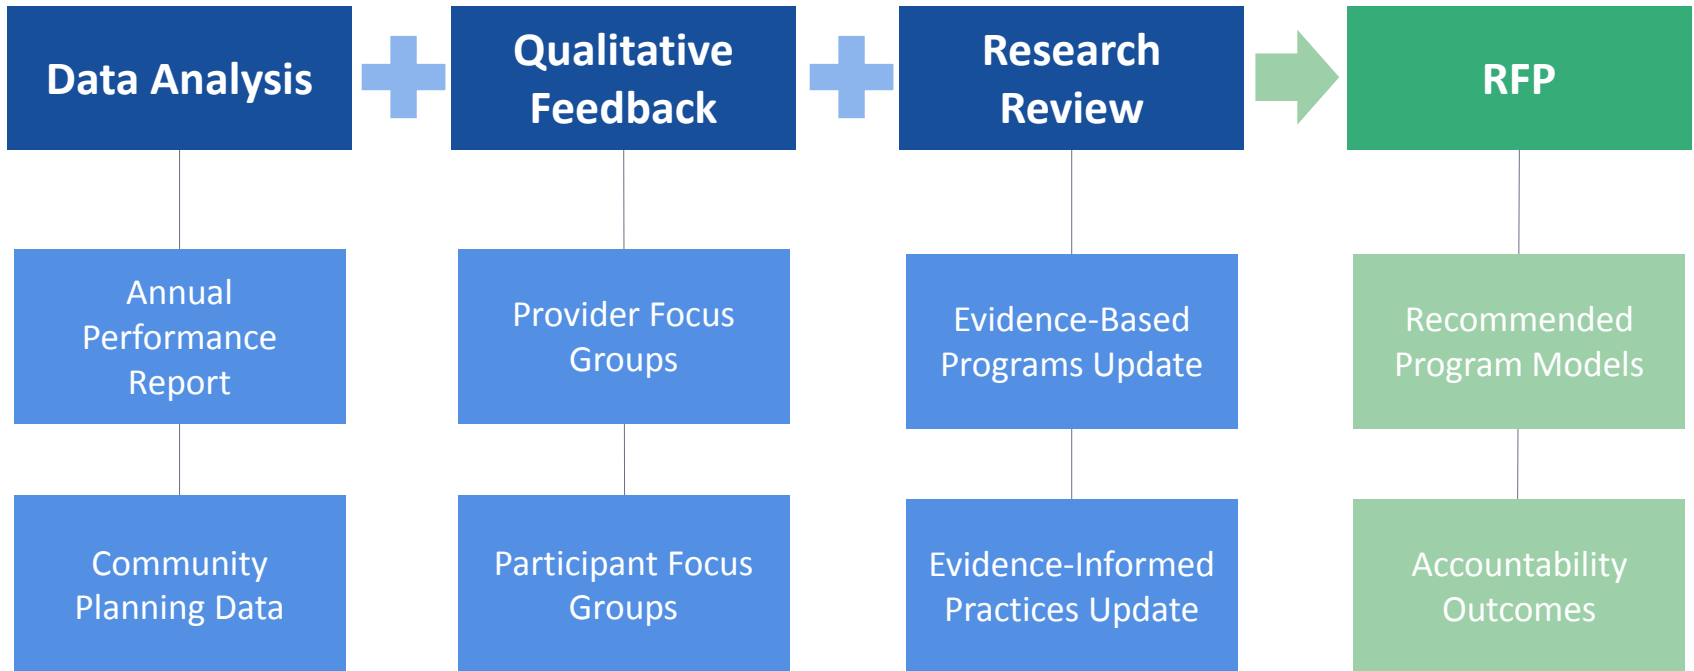 Data Analysis
Qualitative
Feedback
Research
Review
RFP
Annual
Performance
Report
Provider Focus
Groups
Evidence-Based
Programs Update
Recommended
Program Models
Community
Planning Data
Participant Focus
Groups
Evidence-Informed
Practices Update
Accountability
Outcomes